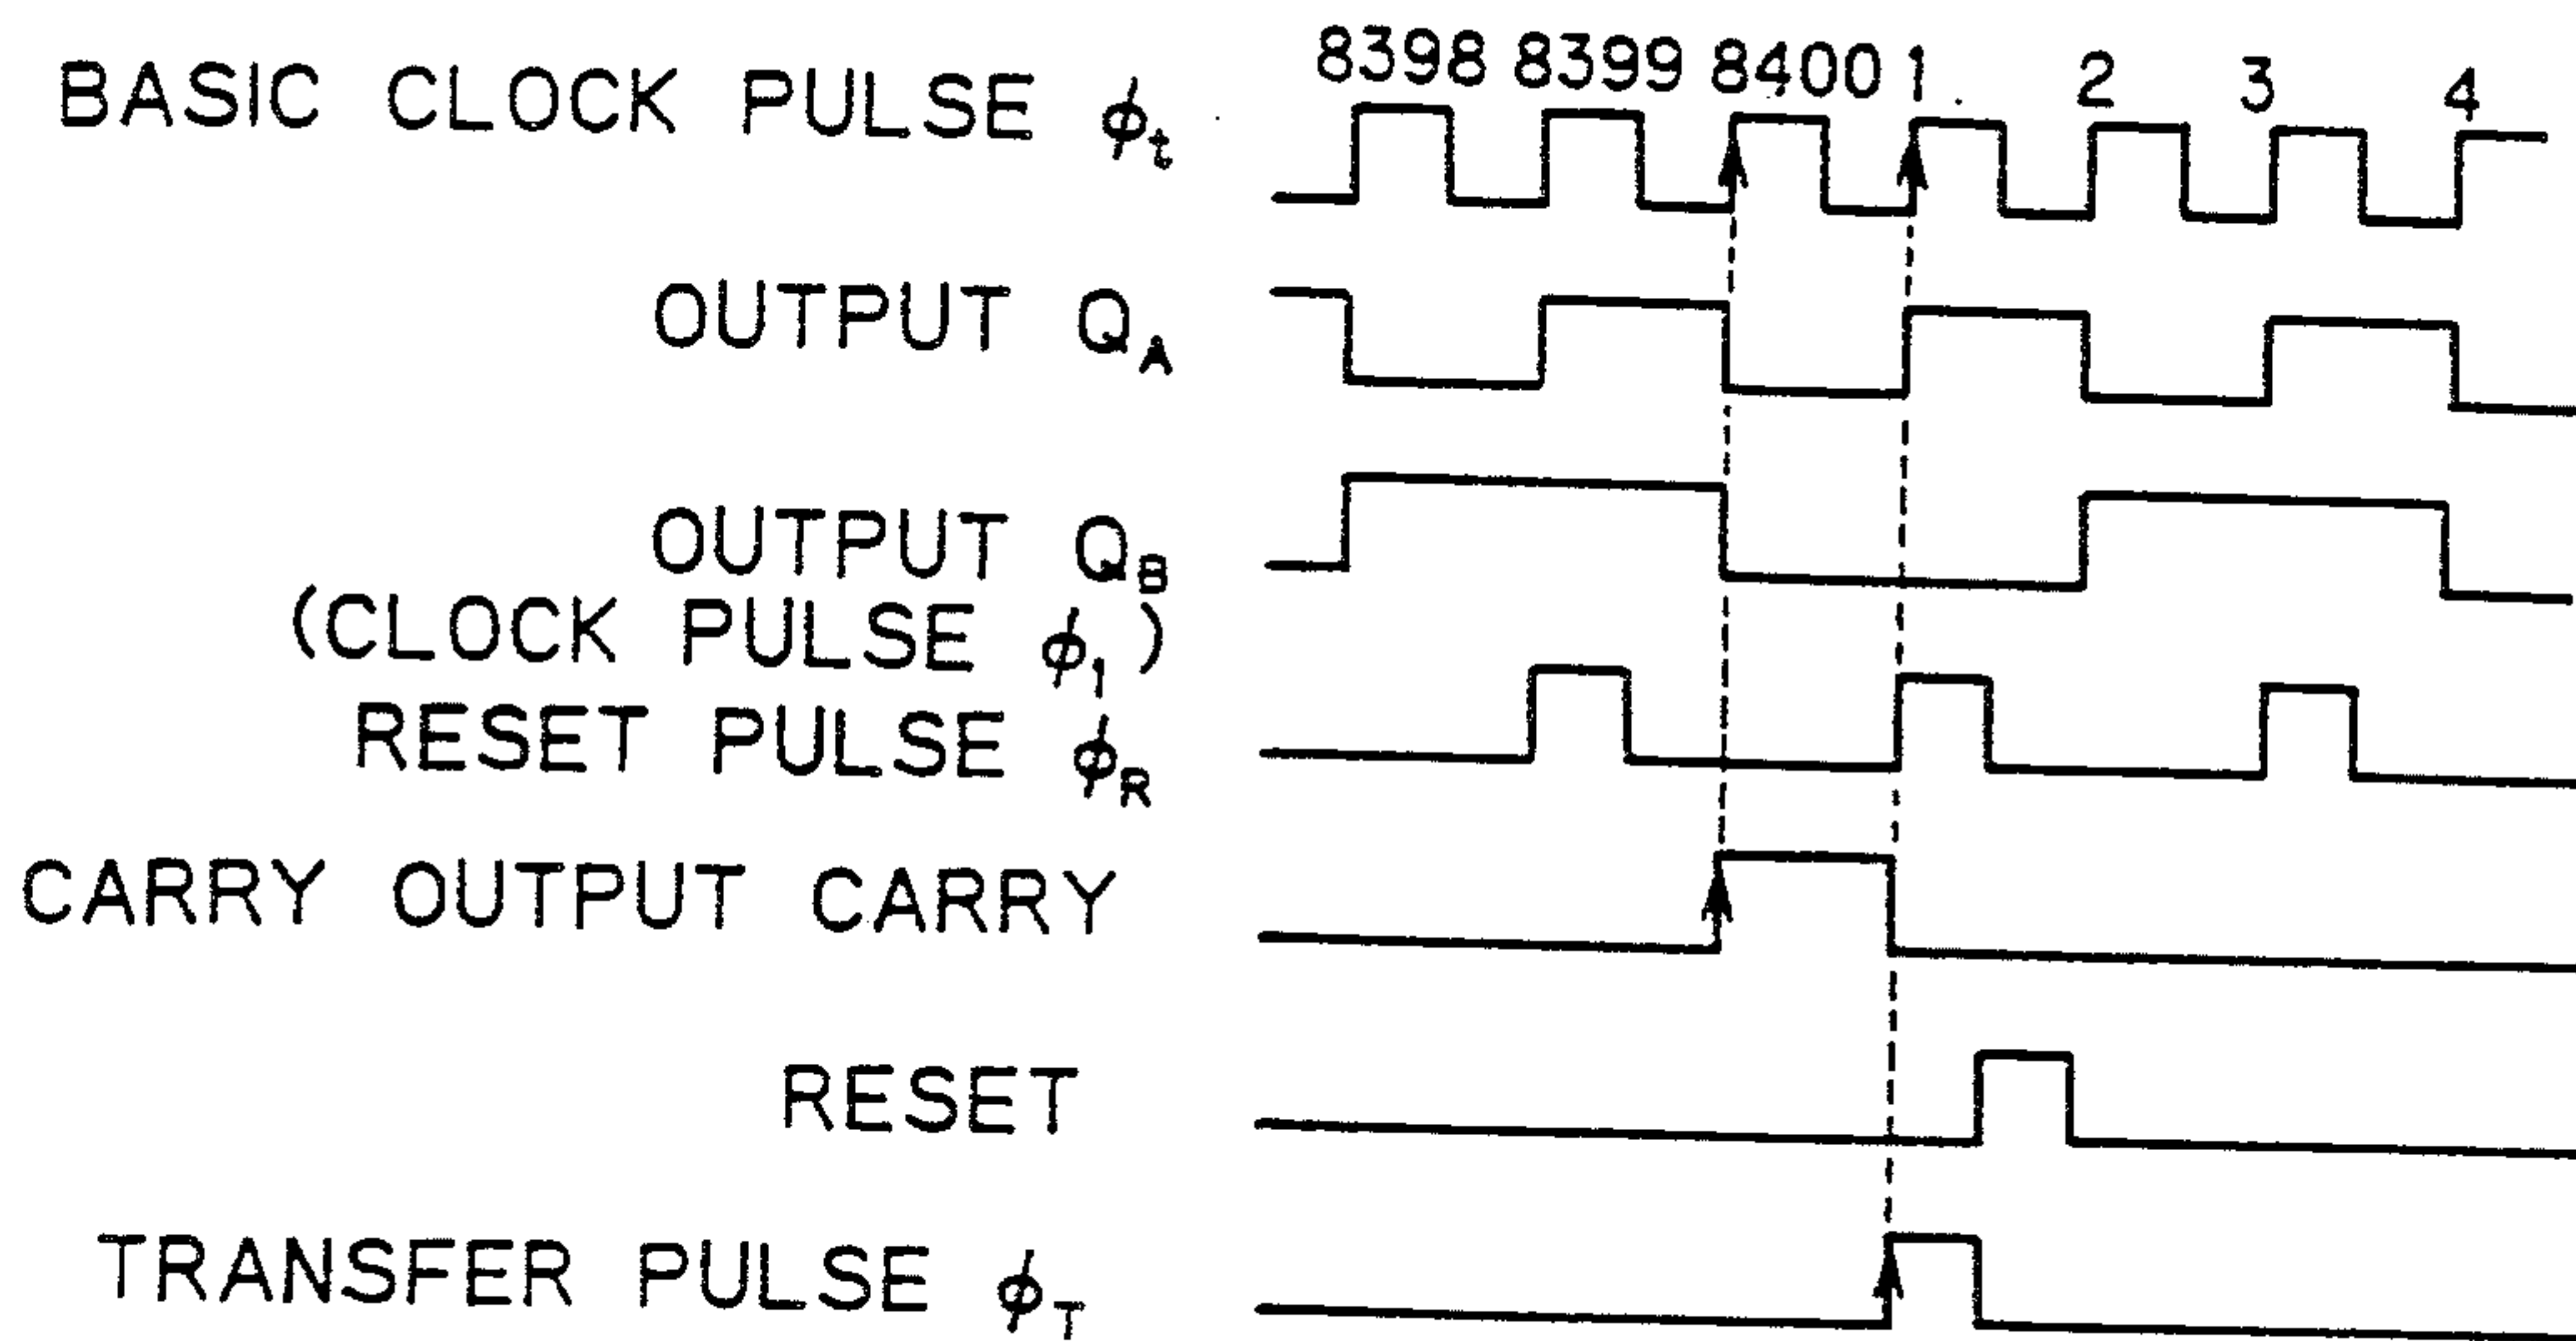 8398 8399 8400 1 2 3 4
BASIC CLOCK PULSE ϕt
OUTPUT QA
OUTPUT QB
(CLOCK PULSE ϕ1)
RESET PULSE ϕR
CARRY OUTPUT CARRY
RESET
TRANSFER PULSE ϕT